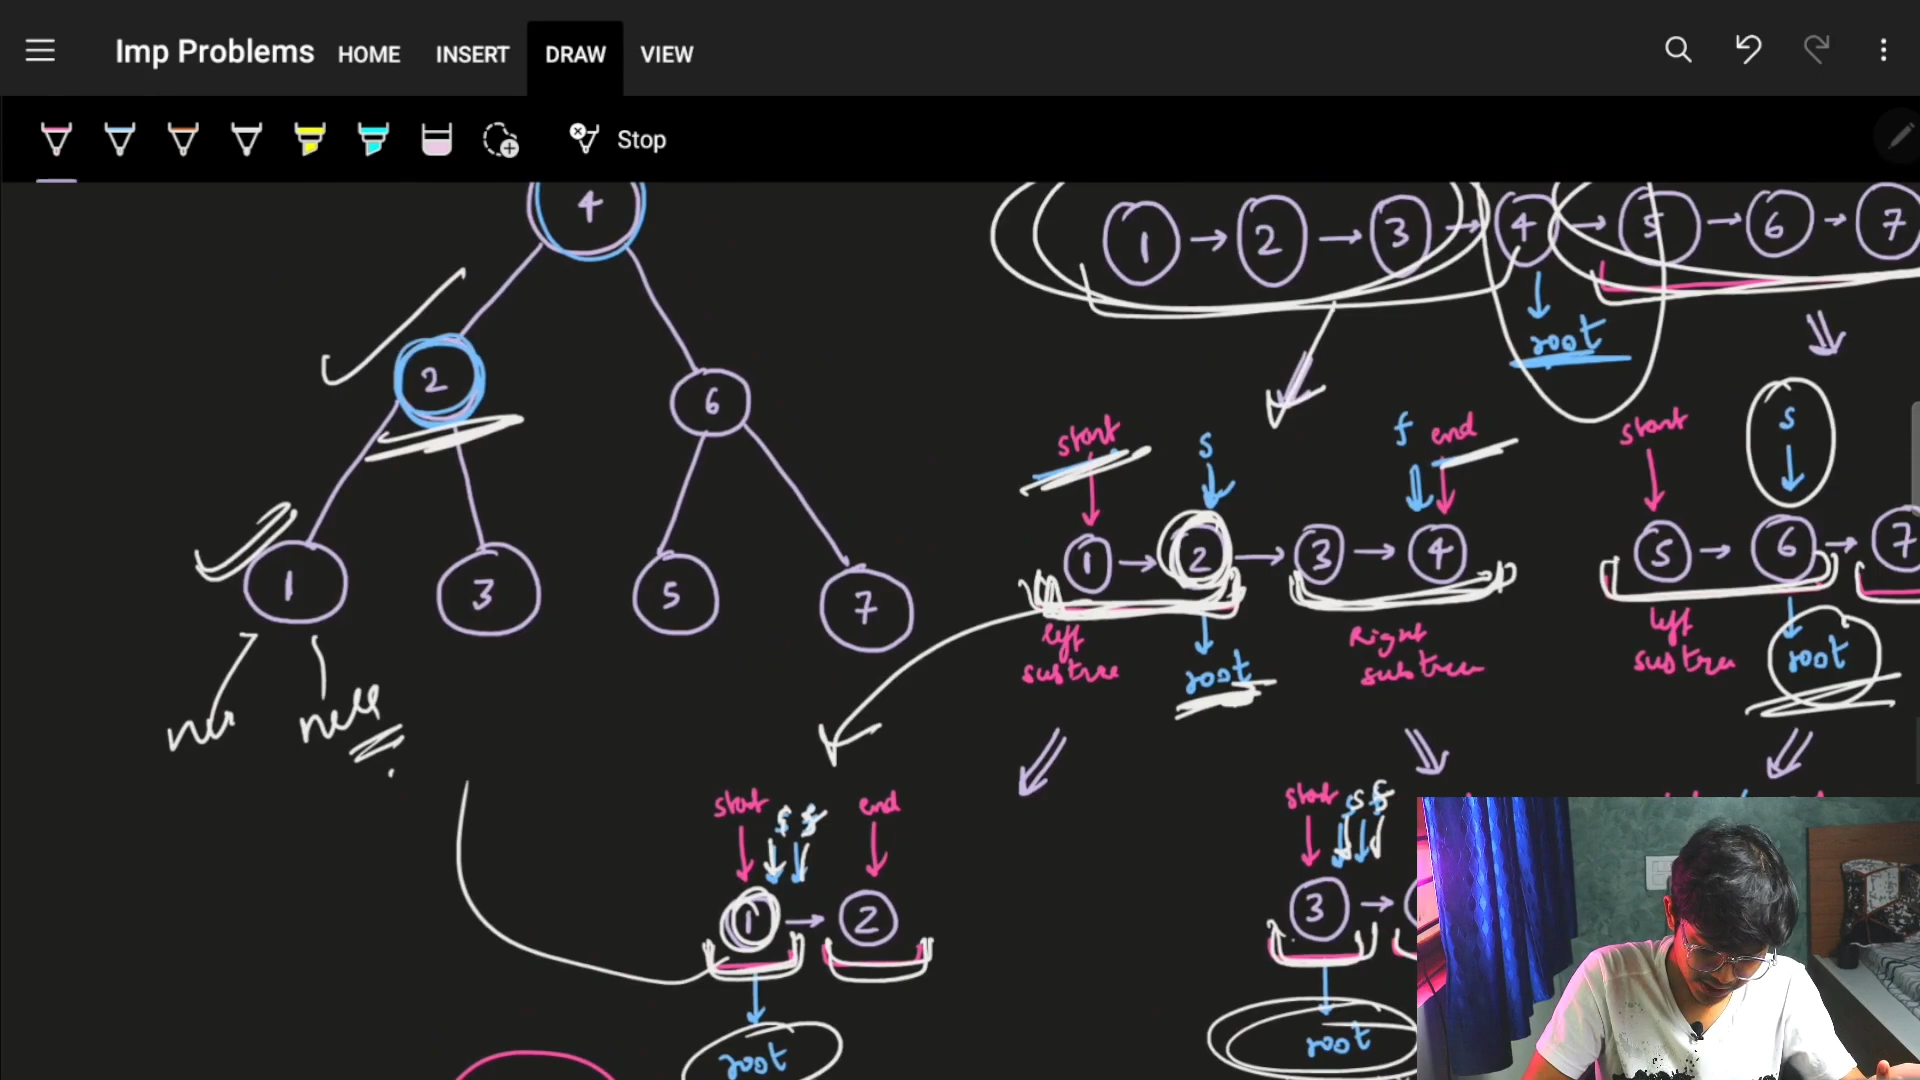 Imp Problems HOME INSERT DRAW VIEW
Stop
4
2
6
1 3 5 7
null
1 → 2 → 3 → 4 → 5 → 6 → 7
root
start s f end start s
1 → 2 → 3 → 4 5 → 6 → 7
left subtree
root
Right subtree
left subtree
root
start s f end
1 → 2
root
start s f
3 →
root